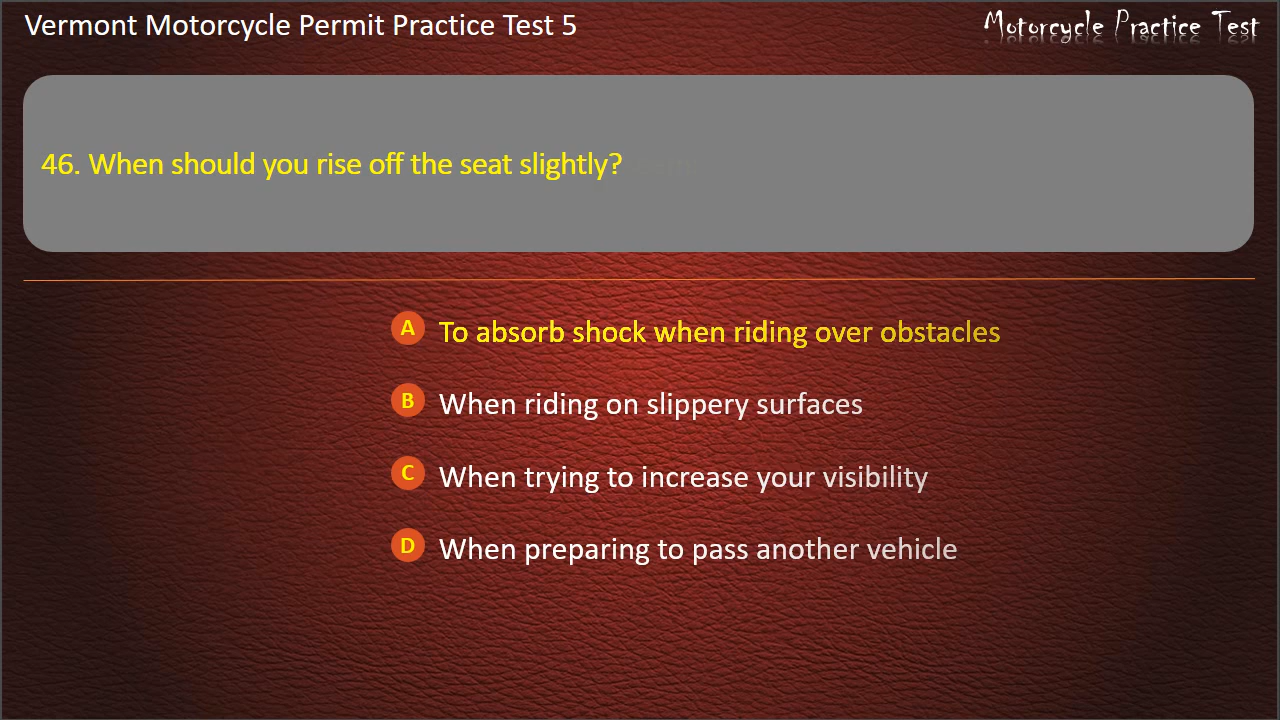 Vermont Motorcycle Permit Practice Test 5
Motorcycle Practice Test
46. When should you rise off the seat slightly?
A To absorb shock when riding over obstacles
B When riding on slippery surfaces
C When trying to increase your visibility
D When preparing to pass another vehicle